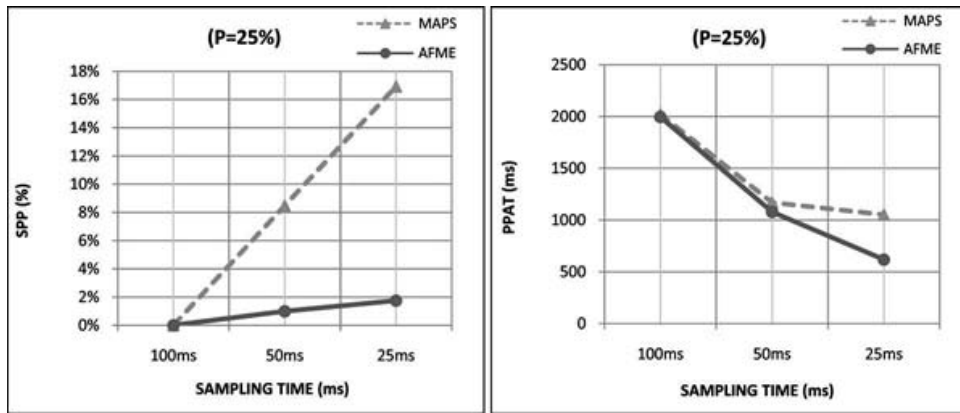 MAPS
(P=25%)
AFME
18%
16%
14%
12%
10%
8%
6%
4%
2%
0%
SPP (%)
100ms 50ms 25ms
SAMPLING TIME (ms)
MAPS
(P=25%)
AFME
2500
2000
1500
1000
500
0
PPAT (ms)
100ms 50ms 25ms
SAMPLING TIME (ms)